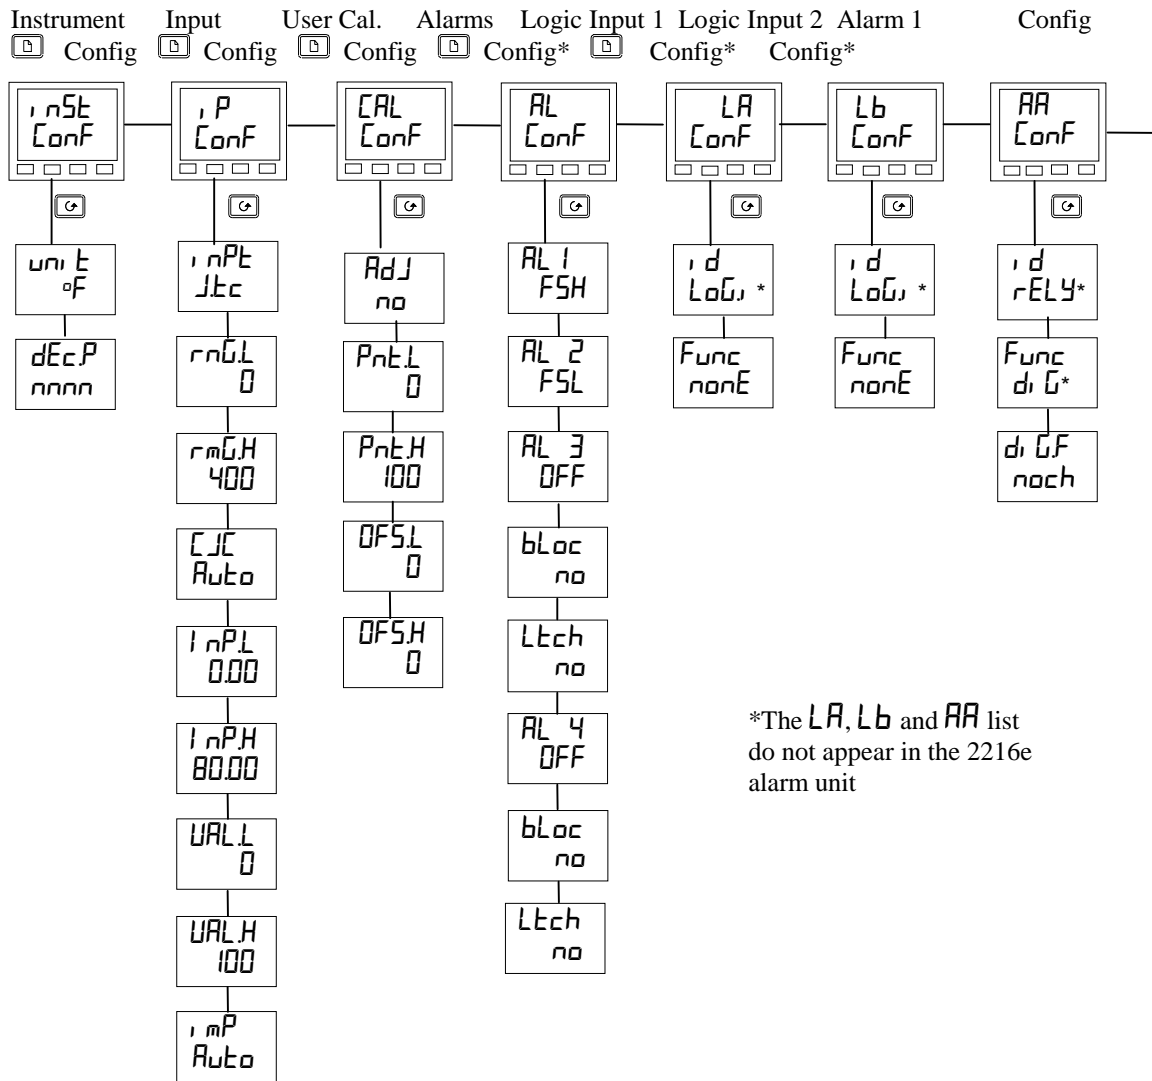 Instrument Input User Cal. Alarms Logic Input 1 Logic Input 2 Alarm 1 Config
Config Config Config Config* Config* Config*
inSt
ConF
iP
ConF
CAL
ConF
AL
ConF
LA
ConF
Lb
ConF
AA
ConF
unit
°F
dEc.P
nnnn
inPt
J.tc
rnG.L
0
rmG.H
400
CJC
Auto
InP.L
0.00
InP.H
80.00
VAL.L
0
VAL.H
100
imP
Auto
AdJ
no
Pnt.L
0
Pnt.H
100
OFS.L
0
OFS.H
0
AL 1
FSH
AL 2
FSL
AL 3
OFF
bLoc
no
Ltch
no
AL 4
OFF
bLoc
no
Ltch
no
id
LoG.i *
Func
nonE
id
LoG.i *
Func
nonE
id
rELy*
Func
diG*
diG.F
noch
*The LA, Lb and AA list
do not appear in the 2216e
alarm unit